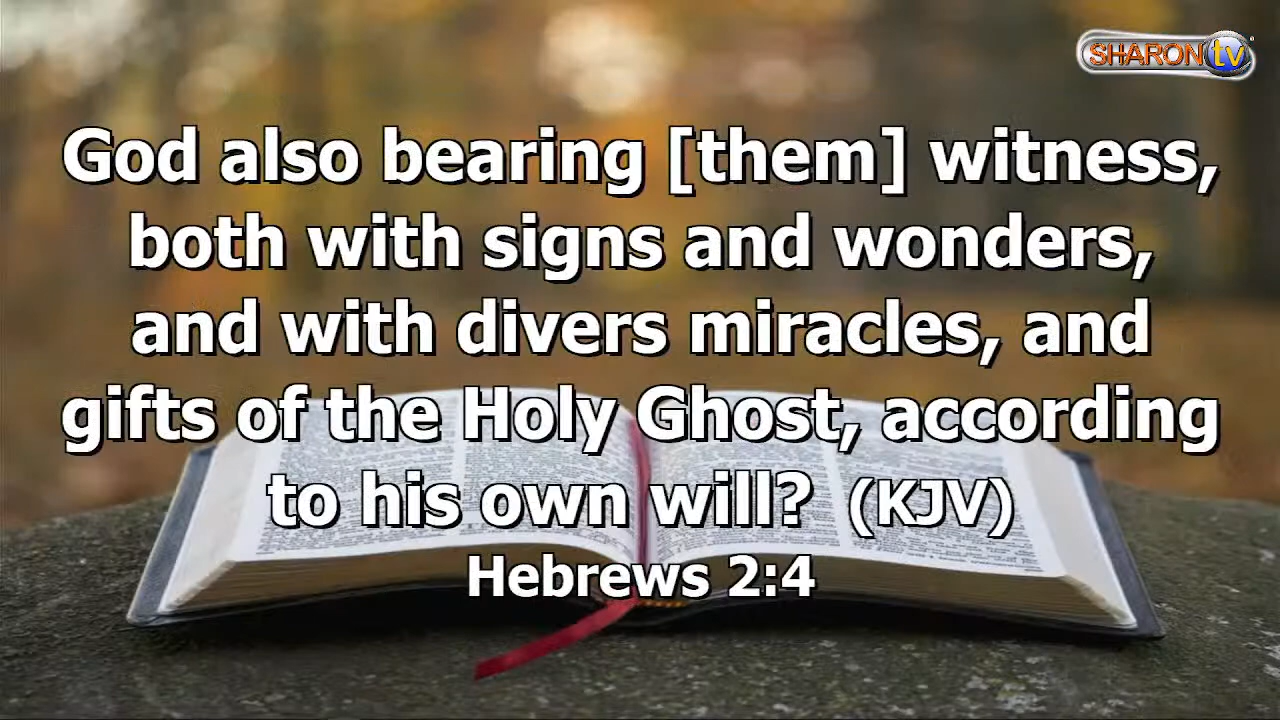 SHARON tv
God also bearing [them] witness,
both with signs and wonders,
and with divers miracles, and
gifts of the Holy Ghost, according
to his own will? (KJV)
Hebrews 2:4